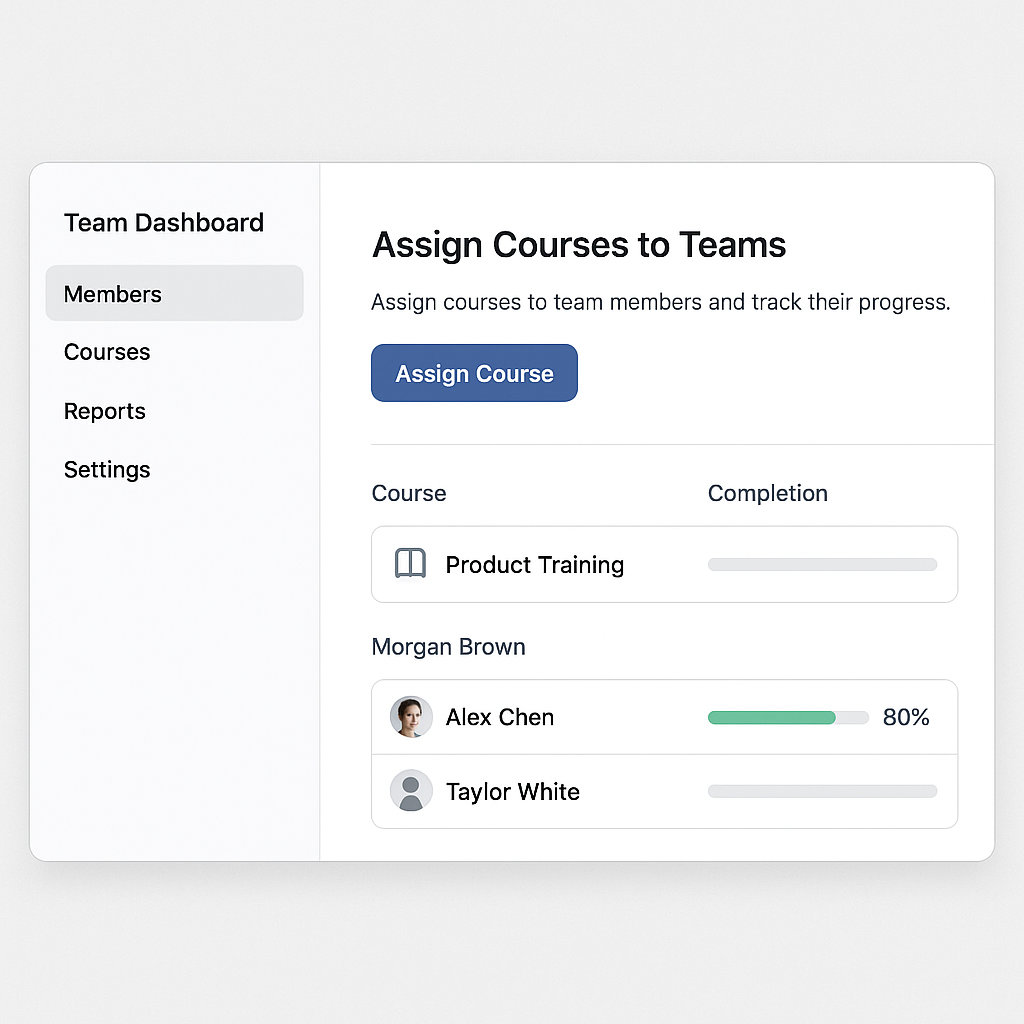 Team Dashboard
Members
Courses
Reports
Settings
Assign Courses to Teams
Assign courses to team members and track their progress.
Assign Course
Course Completion
Product Training
Morgan Brown
Alex Chen 80%
Taylor White